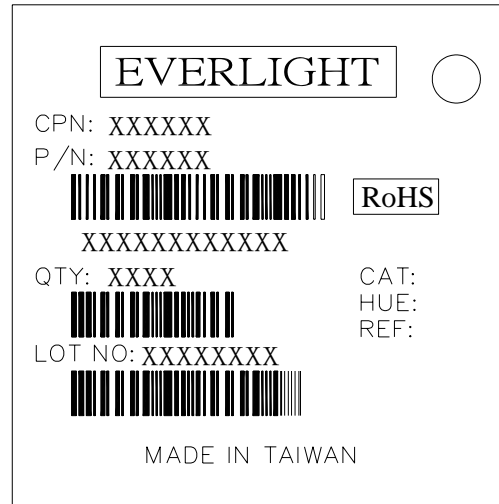 EVERLIGHT
CPN: XXXXXX
P/N: XXXXXX
RoHS
XXXXXXXXXXXX
QTY: XXXX
CAT:
HUE:
REF:
LOT NO: XXXXXXXX
MADE IN TAIWAN